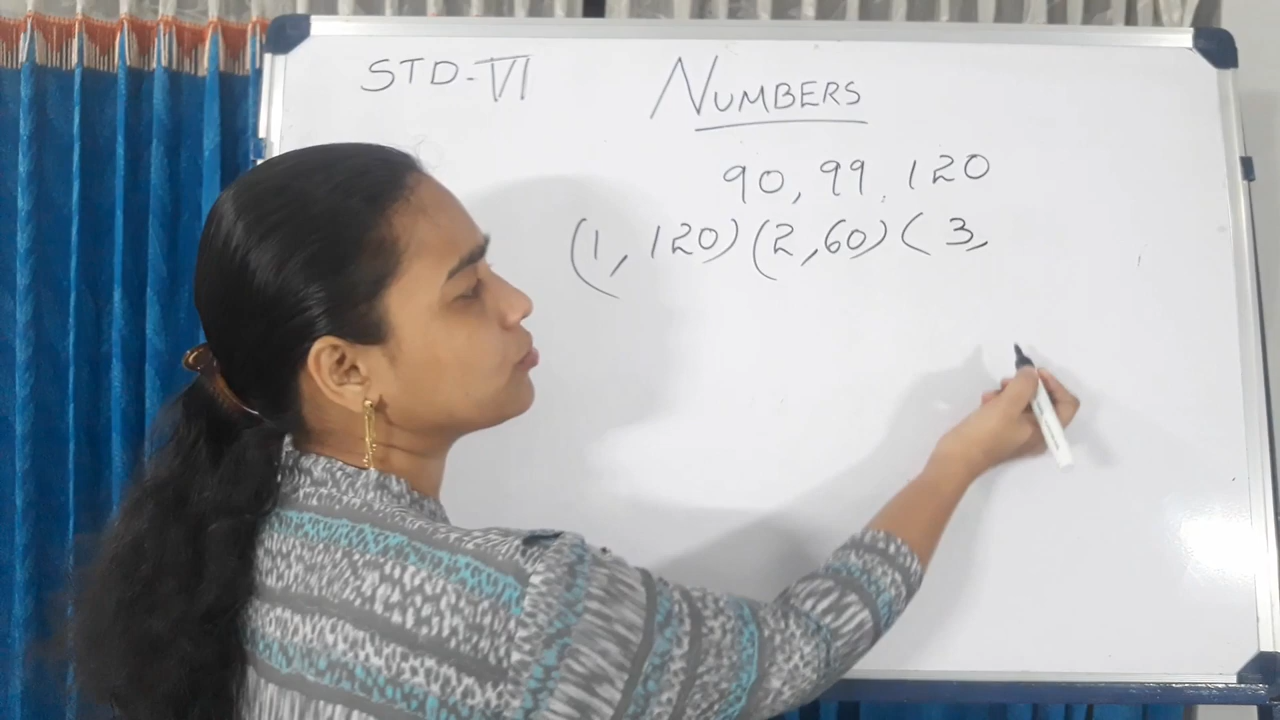 STD-VI
NUMBERS
90, 99, 120
(1, 120) (2, 60) ( 3,